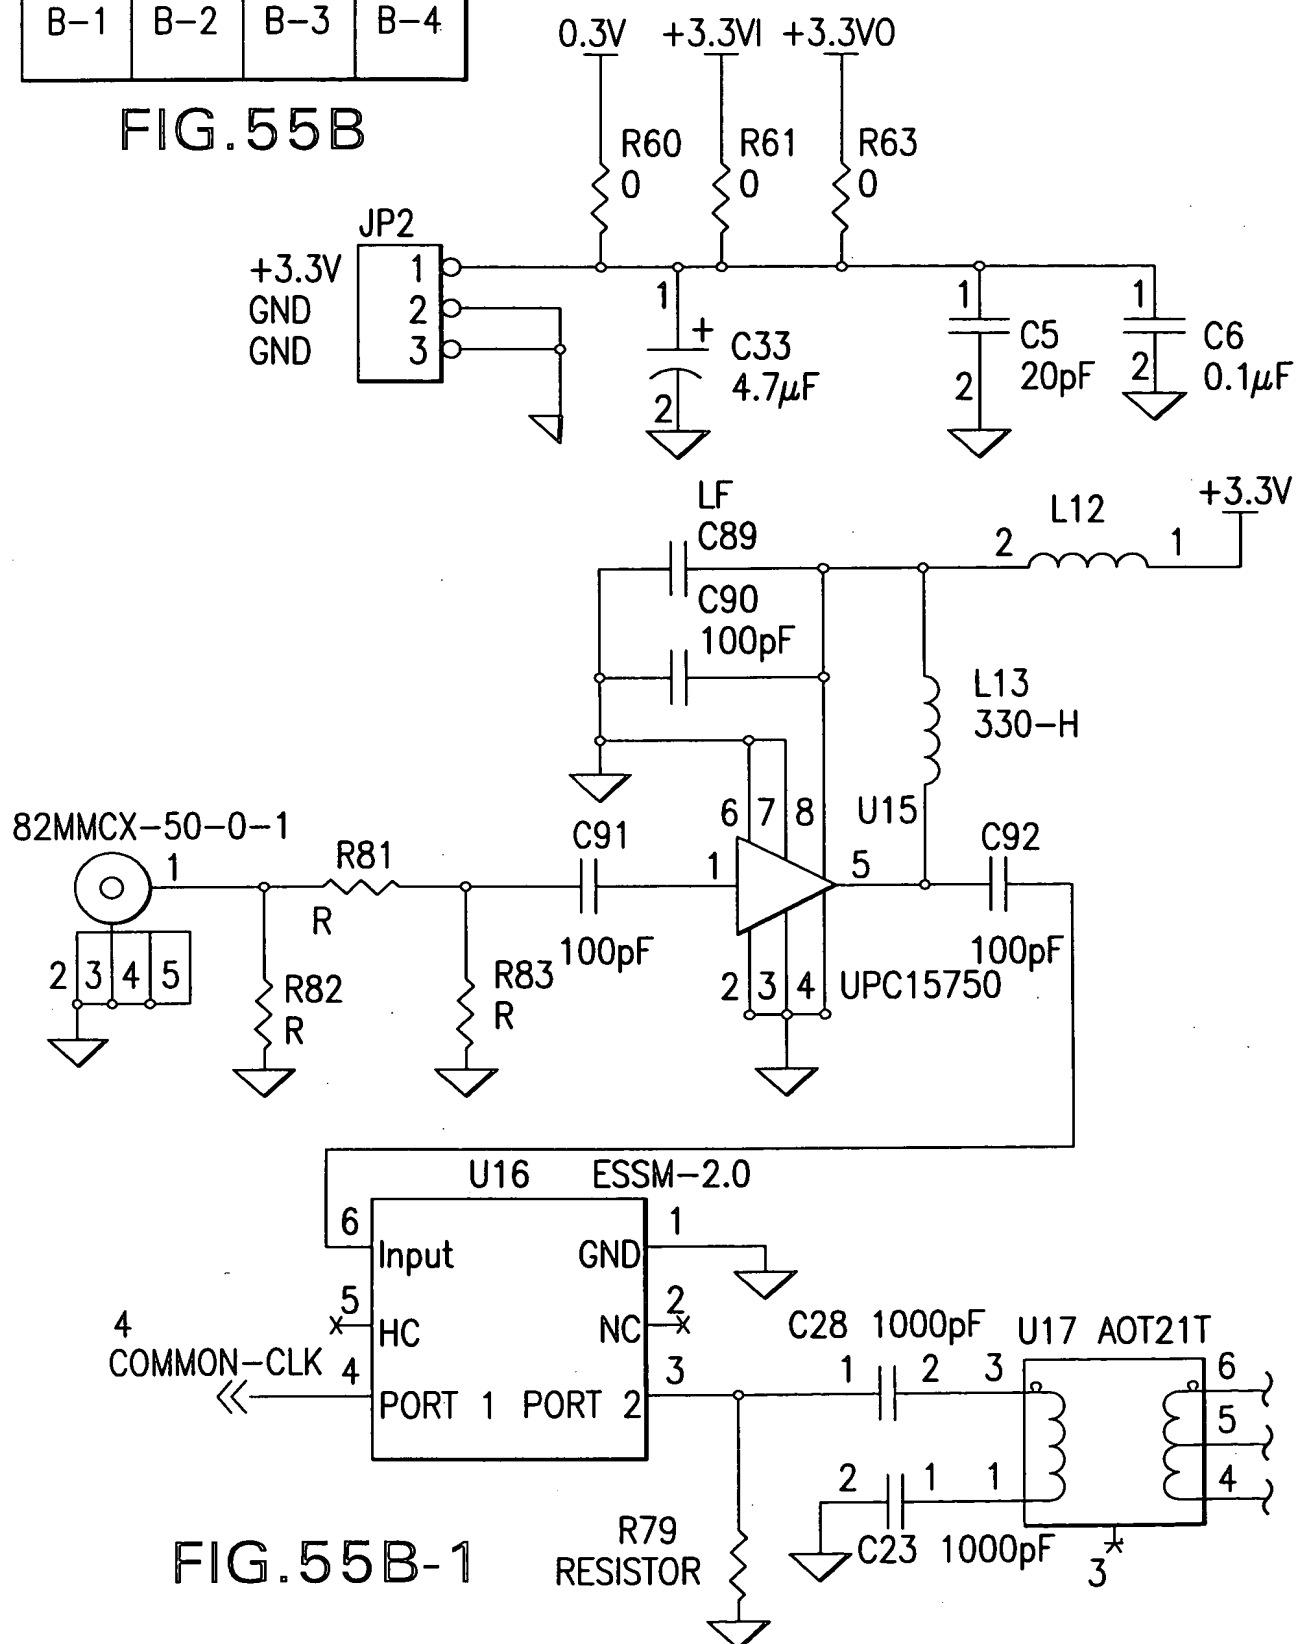 B-1 B-2 B-3 B-4
FIG.55B
0.3V +3.3VI +3.3VO
R60
0
R61
0
R63
0
JP2
+3.3V 1
GND 2
GND 3
1
+
C33
4.7µF
2
1
C5
20pF
2
1
C6
0.1µF
2
LF
C89
C90
100pF
2 L12 1
+3.3V
L13
330-H
82MMCX-50-0-1
1
2 3 4 5
R81
R
R82
R
R83
R
C91
100pF
6 7 8
U15
1
5
2 3 4
UPC15750
C92
100pF
U16 ESSM-2.0
6 Input GND 1
5 HC NC 2
4
COMMON-CLK 4 PORT 1 PORT 2 3
C28 1000pF
1 2 3
U17 AOT21T
6
5
4
2 1 1
C23 1000pF
3
R79
RESISTOR
FIG.55B-1